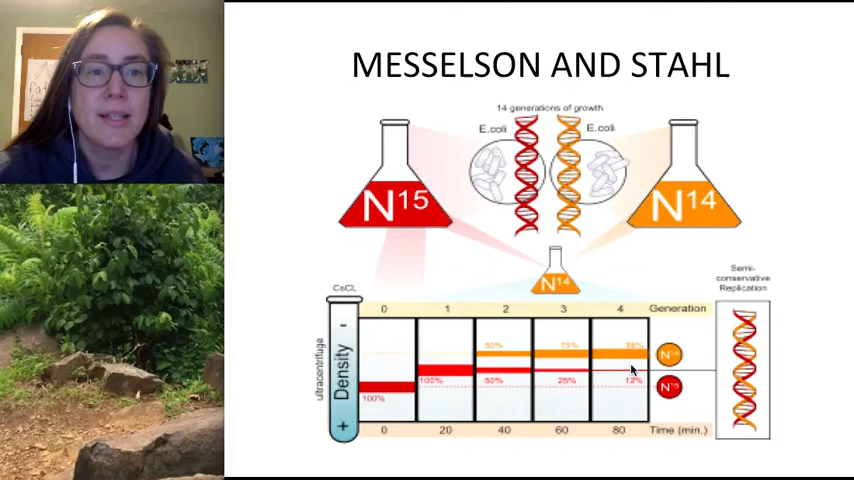 MESSELSON AND STAHL
14 generations of growth
E.coli
E.coli
N15
N14
N14
CsCL
0 1 2 3 4 Generation
Semi-
conservative
Replication
ultracentrifuge
- Density +
50% 75% 88%
N14
100% 50% 25% 12%
N15
100%
0 20 40 60 80 Time (min.)